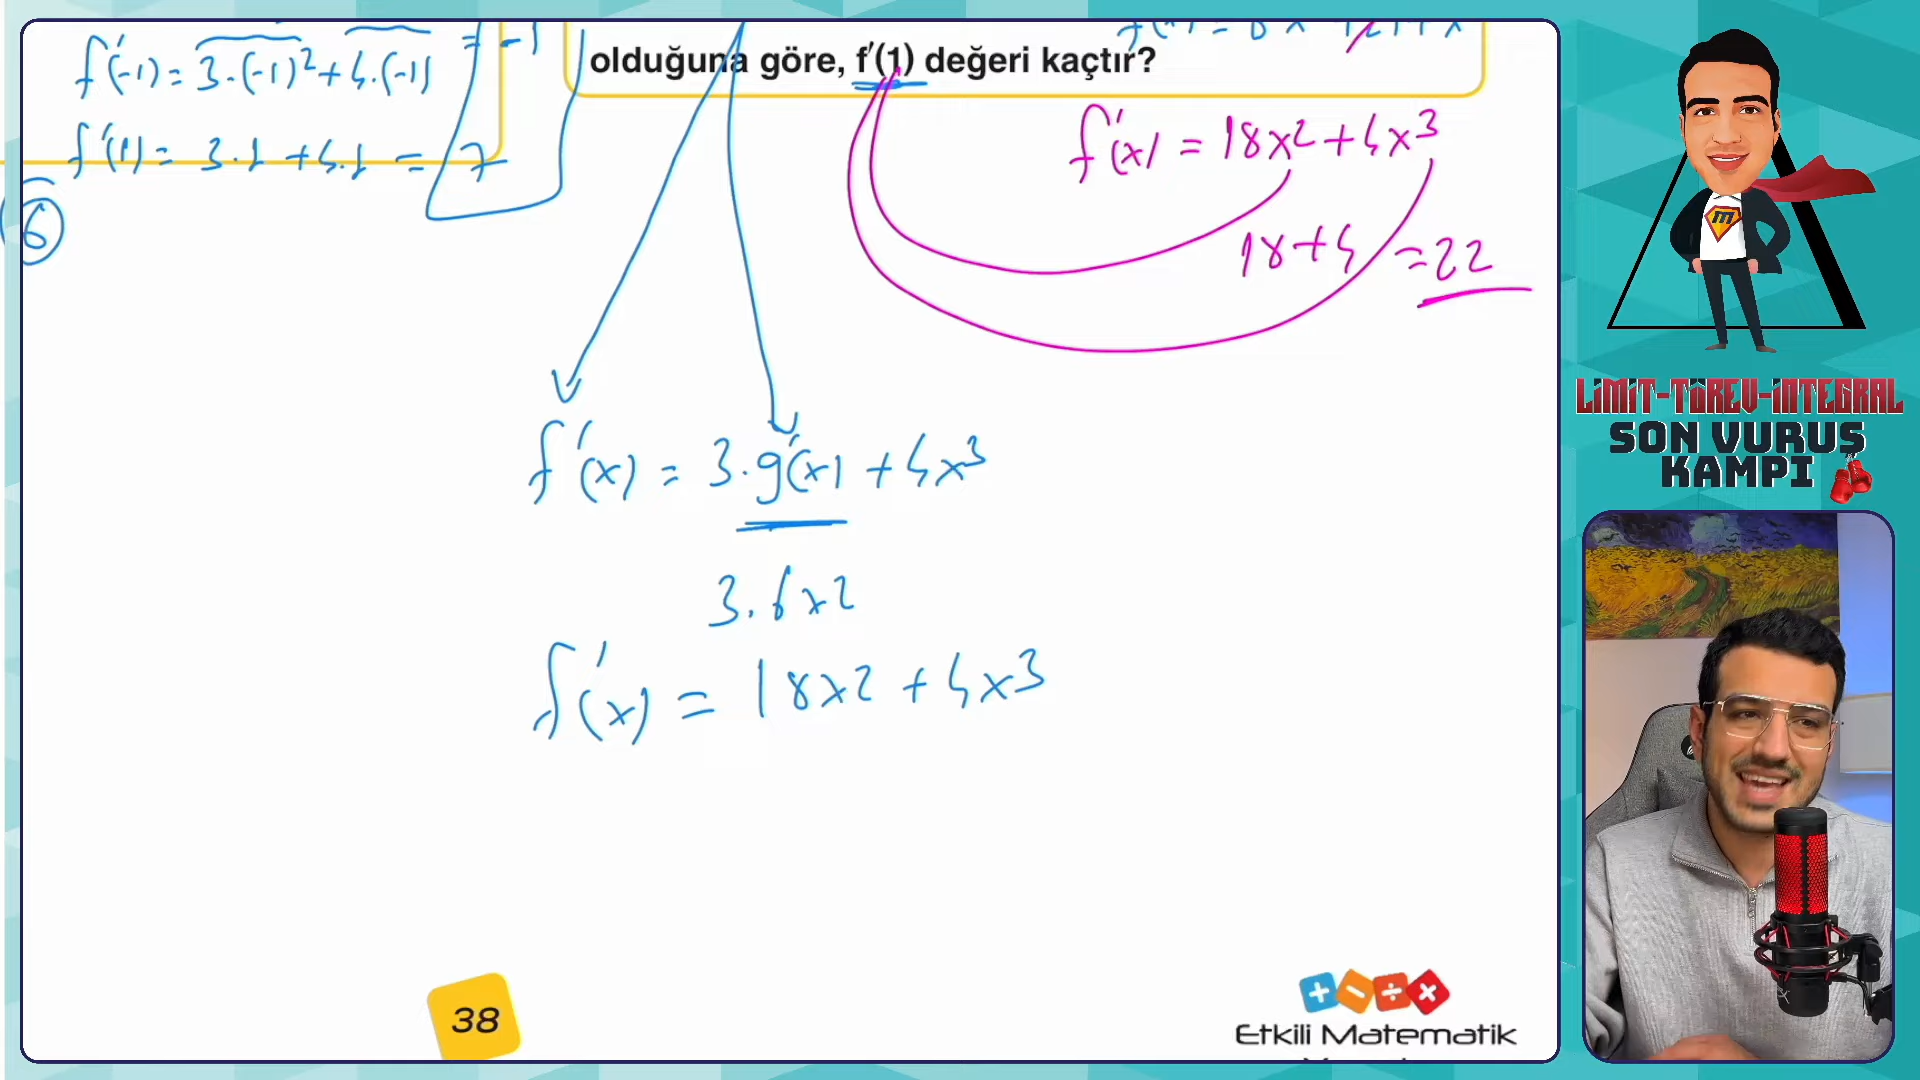 f'(-1) = 3.(-1)²+4.(-1) = -1
f'(1) = 3.1 +4.1 = 7
6
olduğuna göre, f'(1) değeri kaçtır?
f'(x) = 18x2+4x3
18+4 =22
f'(x) = 3.g'(x) +4x3
3.6x2
f'(x) = 18x2 +4x3
38
Etkili Matematik
m
LİMİT-TÜREV-İNTEGRAL
SON VURUŞ
KAMPI